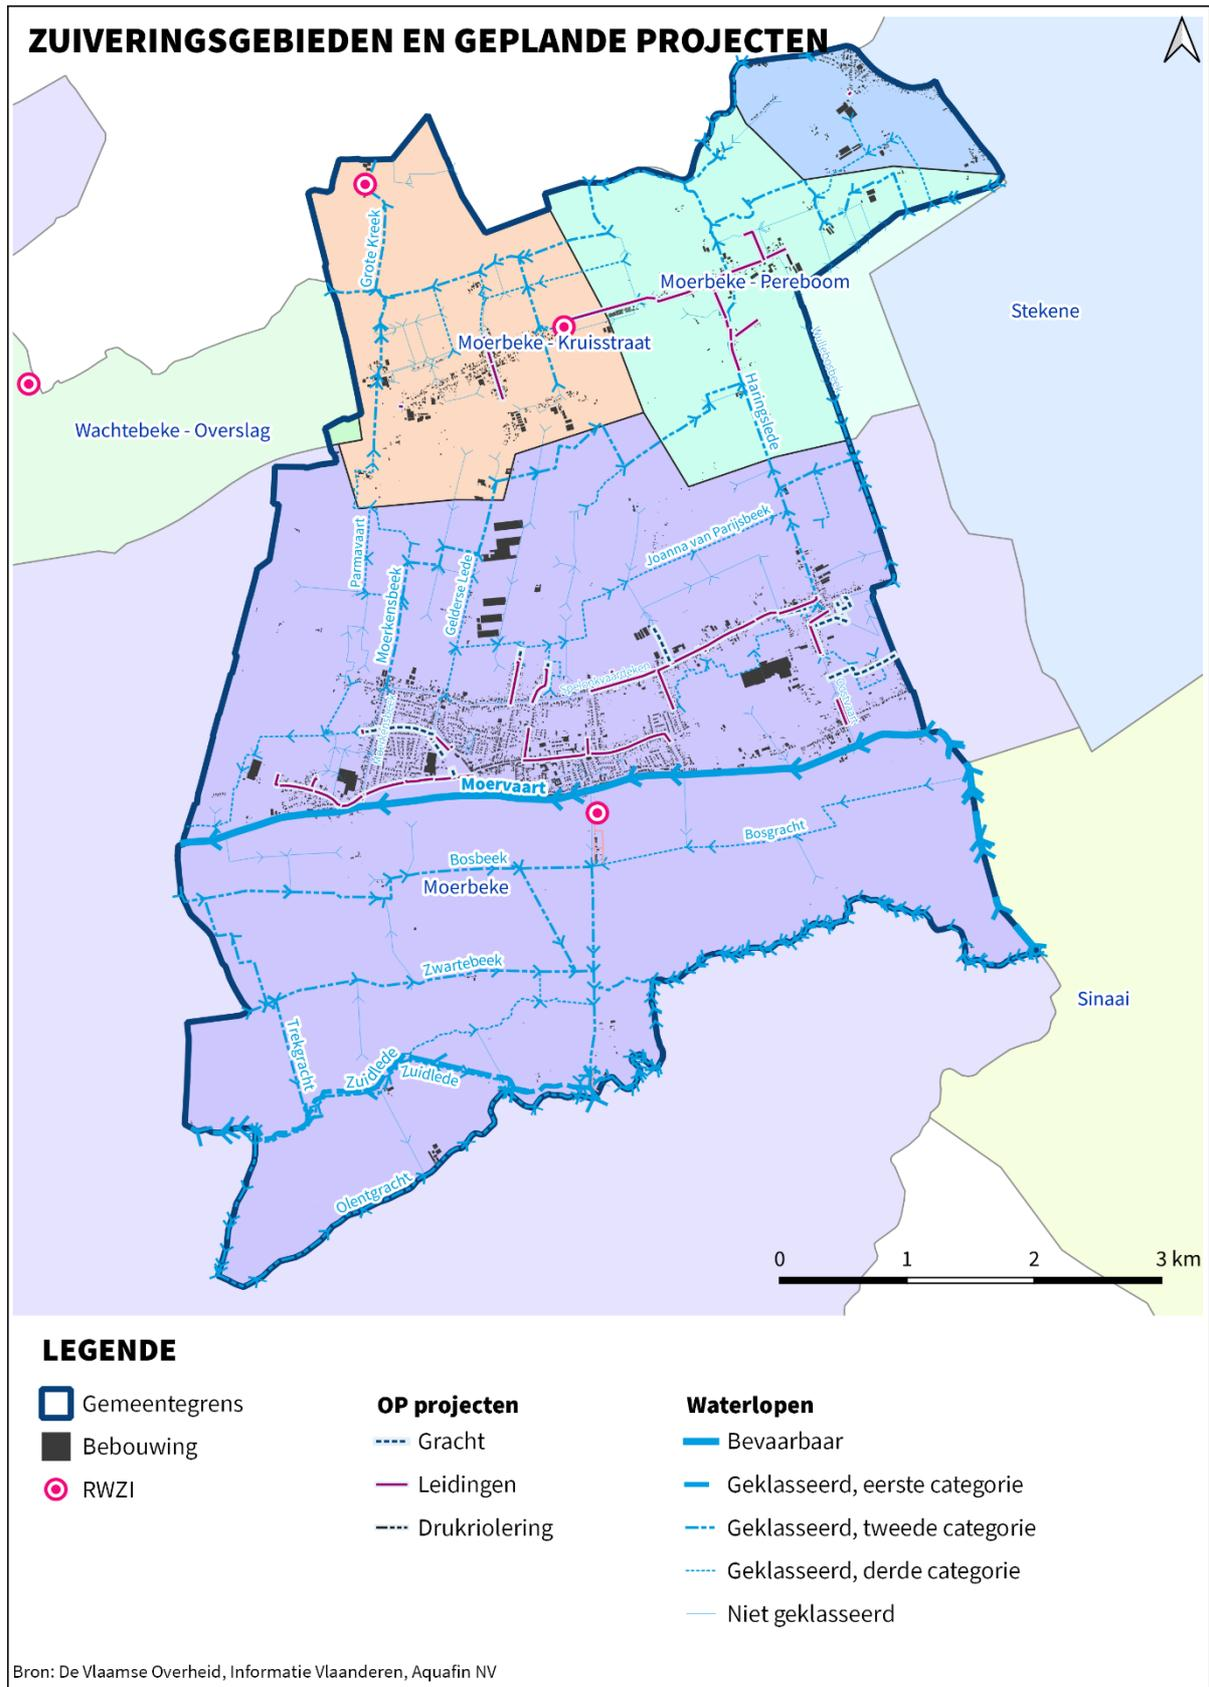 ZUIVERINGSGEBIEDEN EN GEPLANDE PROJECTEN
Grote Kreek
Moerbeke - Pereboom
Stekene
Moerbeke - Kruisstraat
Wachtebeke - Overslag
Haringslede
Parmavaart
Joanna van Parijsbeek
Moerkensbeek
Gelderse Lede
Moervaart
Bosgracht
Bosbeek
Moerbeke
Zwartebeek
Sinaai
Trekgracht
Zuidlede
Zuidlede
Olentgracht
0 1 2 3 km
LEGENDE
Gemeentegrens
Bebouwing
RWZI
OP projecten
Gracht
Leidingen
Drukriolering
Waterlopen
Bevaarbaar
Geklasseerd, eerste categorie
Geklasseerd, tweede categorie
Geklasseerd, derde categorie
Niet geklasseerd
Bron: De Vlaamse Overheid, Informatie Vlaanderen, Aquafin NV